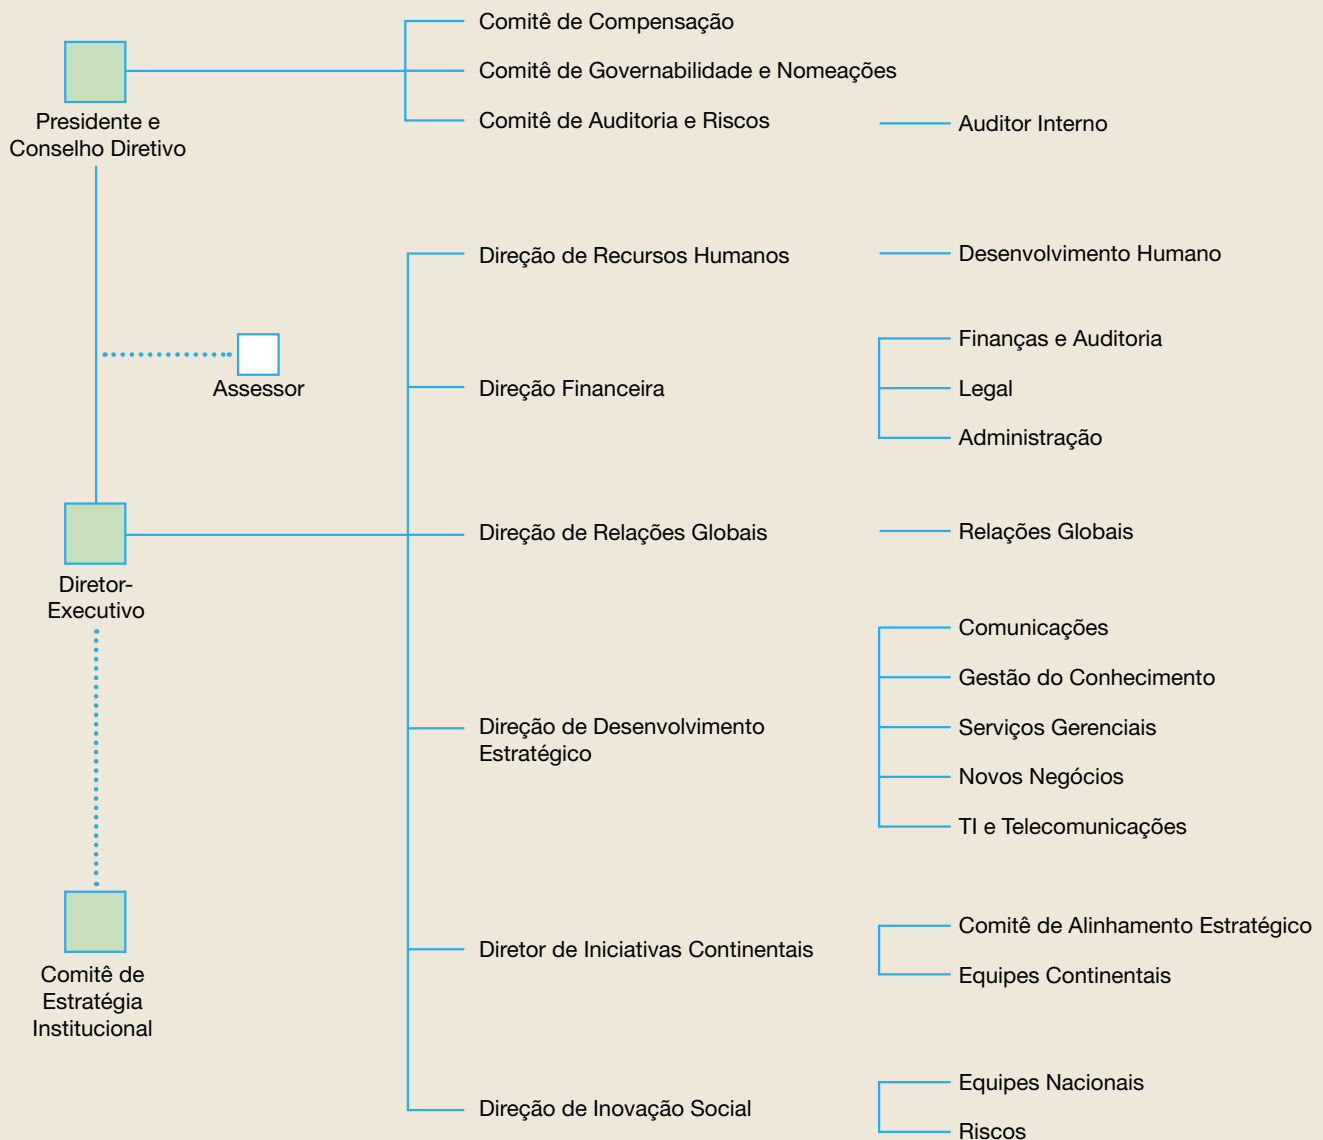 Comitê de Compensação
Comitê de Governabilidade e Nomeações
Comitê de Auditoria e Riscos
Auditor Interno
Presidente e
Conselho Diretivo
Direção de Recursos Humanos
Desenvolvimento Humano
Assessor
Direção Financeira
Finanças e Auditoria
Legal
Administração
Diretor-
Executivo
Direção de Relações Globais
Relações Globais
Direção de Desenvolvimento
Estratégico
Comunicações
Gestão do Conhecimento
Serviços Gerenciais
Novos Negócios
TI e Telecomunicações
Comitê de
Estratégia
Institucional
Diretor de Iniciativas Continentais
Comitê de Alinhamento Estratégico
Equipes Continentais
Direção de Inovação Social
Equipes Nacionais
Riscos